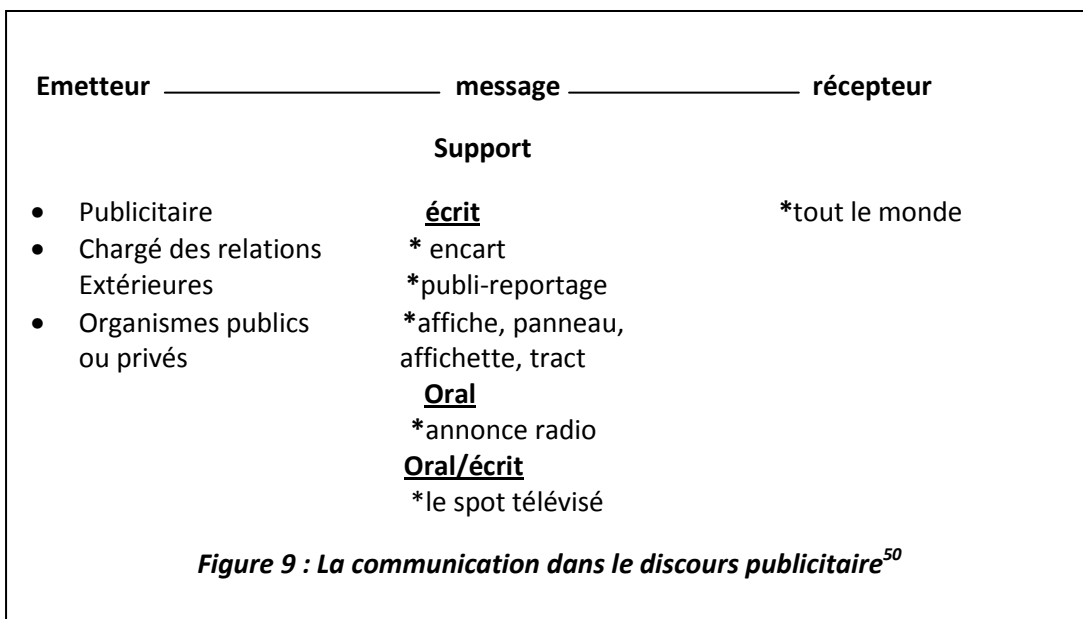 Emetteur message récepteur
Support
• Publicitaire écrit *tout le monde
• Chargé des relations * encart
Extérieures *publi-reportage
• Organismes publics *affiche, panneau,
ou privés affichette, tract
Oral
*annonce radio
Oral/écrit
*le spot télévisé
Figure 9 : La communication dans le discours publicitaire50